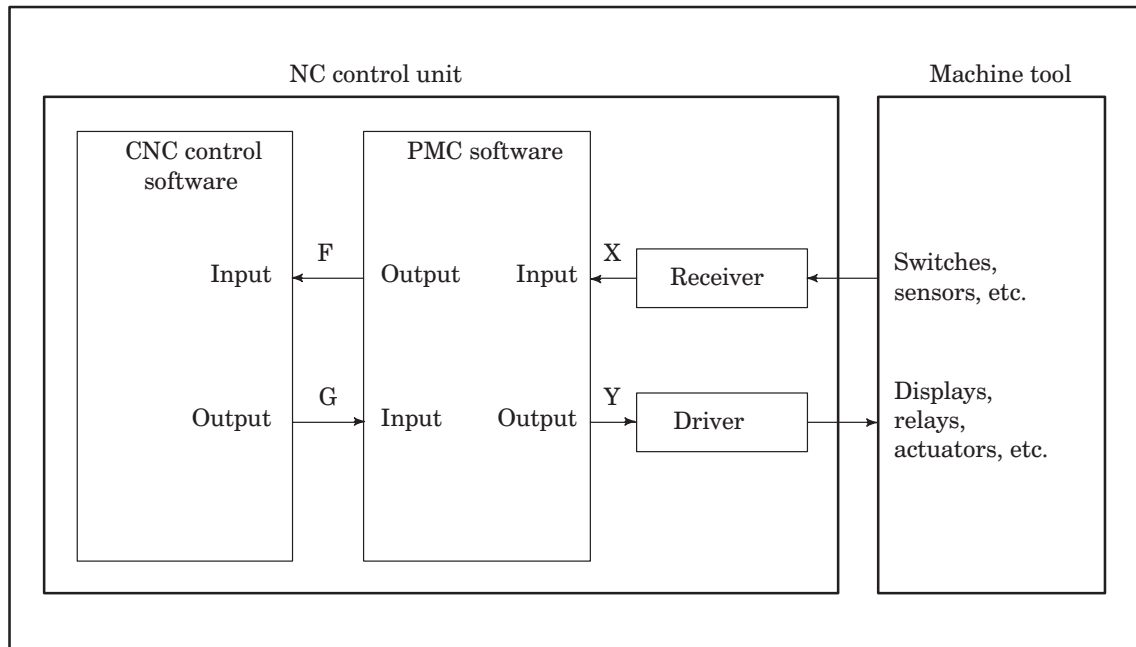 NC control unit
Machine tool
CNC control
software
PMC software
F
X
Input
Output
Input
Receiver
Switches,
sensors, etc.
G
Y
Output
Input
Output
Driver
Displays,
relays,
actuators, etc.